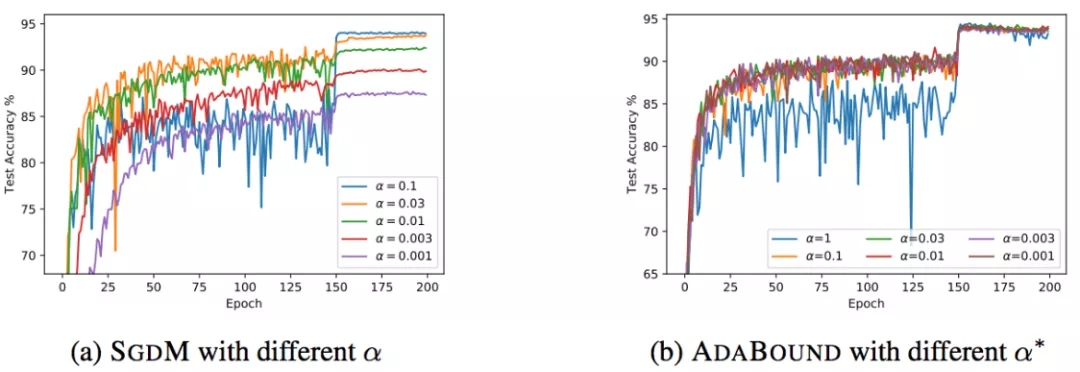 95
90
85
80
75
70
Test Accuracy %
0 25 50 75 100 125 150 175 200
Epoch
α = 0.1
α = 0.03
α = 0.01
α = 0.003
α = 0.001
(a) SGDM with different α
95
90
85
80
75
70
65
Test Accuracy %
0 25 50 75 100 125 150 175 200
Epoch
α=1 α=0.03 α=0.003
α=0.1 α=0.01 α=0.001
(b) ADABOUND with different α*